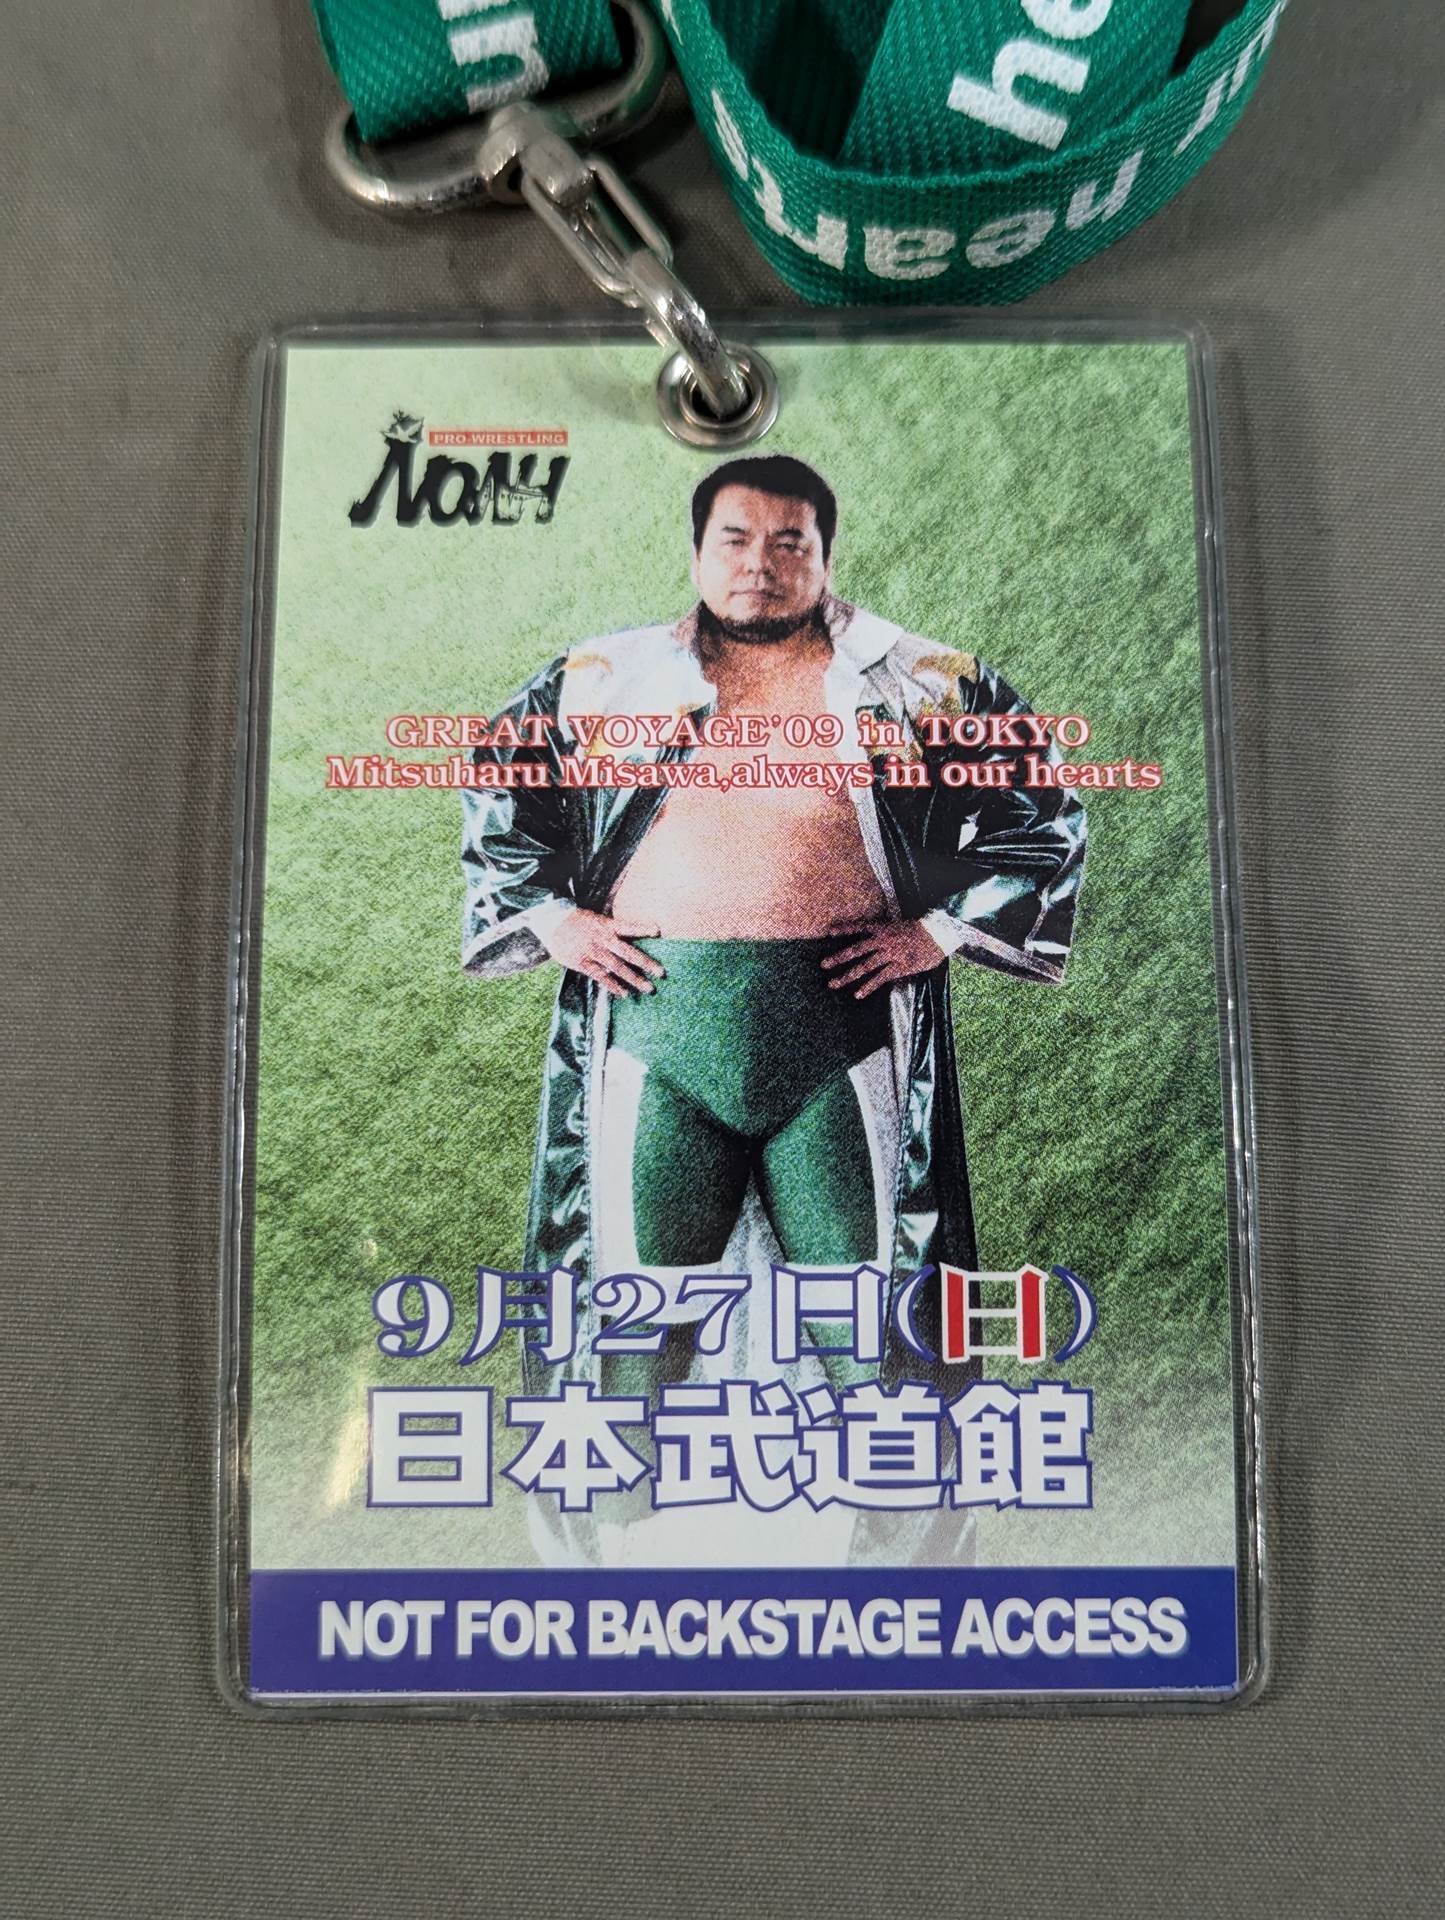 he
heart
PRO-WRESTLING
NOAH
GREAT VOYAGE'09 in TOKYO
Mitsuharu Misawa,always in our hearts
9月27日(日)
日本武道館
NOT FOR BACKSTAGE ACCESS